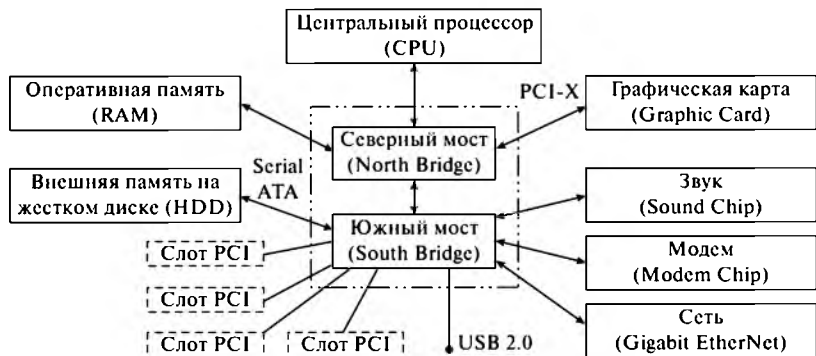 Центральный процессор
(CPU)
Оперативная память
(RAM)
PCI-X
Графическая карта
(Graphic Card)
Северный мост
(North Bridge)
Serial
ATA
Внешняя память на
жестком диске (HDD)
Звук
(Sound Chip)
Южный мост
(South Bridge)
Слот PCI
Модем
(Modem Chip)
Слот PCI
Сеть
(Gigabit EtherNet)
Слот PCI
Слот PCI
USB 2.0